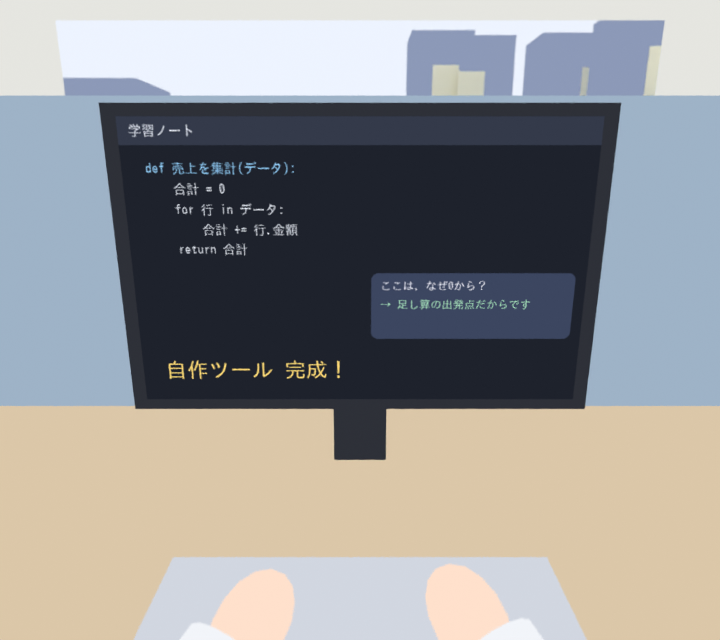 学習ノート
def 売上を集計(データ):
合計 = 0
for 行 in データ:
合計 += 行.金額
return 合計
ここは、なぜ0から？
→ 足し算の出発点だからです
自作ツール 完成！